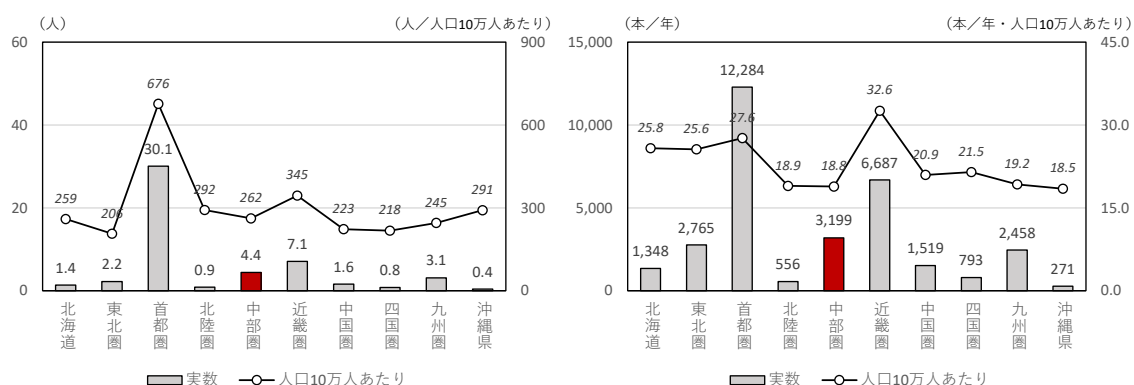 （人）
（人／人口10万人あたり）
60
900
676
40
600
30.1
345
259
206
292
262
223
218
245
291
20
300
1.4
2.2
0.9
4.4
7.1
1.6
0.8
3.1
0.4
0
0
北海道
東北圏
首都圏
北陸圏
中部圏
近畿圏
中国圏
四国圏
九州圏
沖縄県
実数
人口10万人あたり
（本／年）
（本／年・人口10万人あたり）
15,000
45.0
12,284
32.6
27.6
25.8
25.6
10,000
30.0
18.9
18.8
20.9
21.5
19.2
18.5
6,687
5,000
15.0
1,348
2,765
556
3,199
1,519
793
2,458
271
0
0.0
北海道
東北圏
首都圏
北陸圏
中部圏
近畿圏
中国圏
四国圏
九州圏
沖縄県
実数
人口10万人あたり